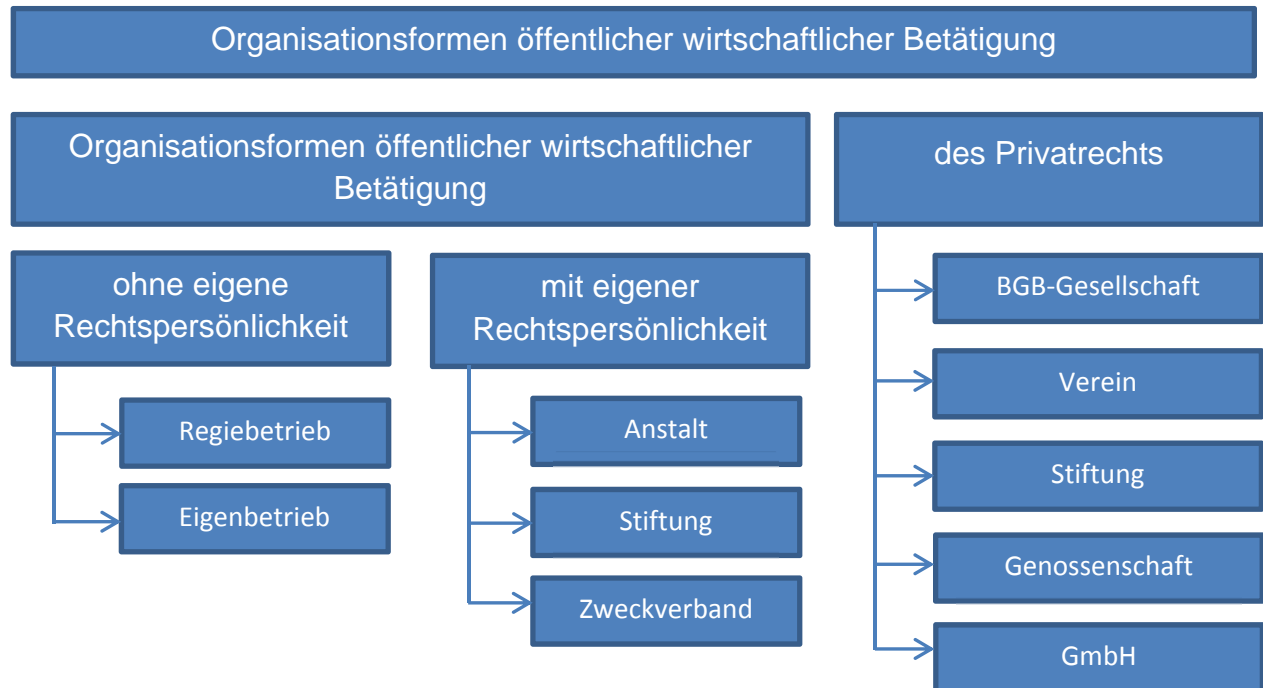 Organisationsformen öffentlicher wirtschaftlicher Betätigung
Organisationsformen öffentlicher wirtschaftlicher
Betätigung
ohne eigene
Rechtspersönlichkeit
Regiebetrieb
Eigenbetrieb
mit eigener
Rechtspersönlichkeit
Anstalt
Stiftung
Zweckverband
des Privatrechts
BGB-Gesellschaft
Verein
Stiftung
Genossenschaft
GmbH